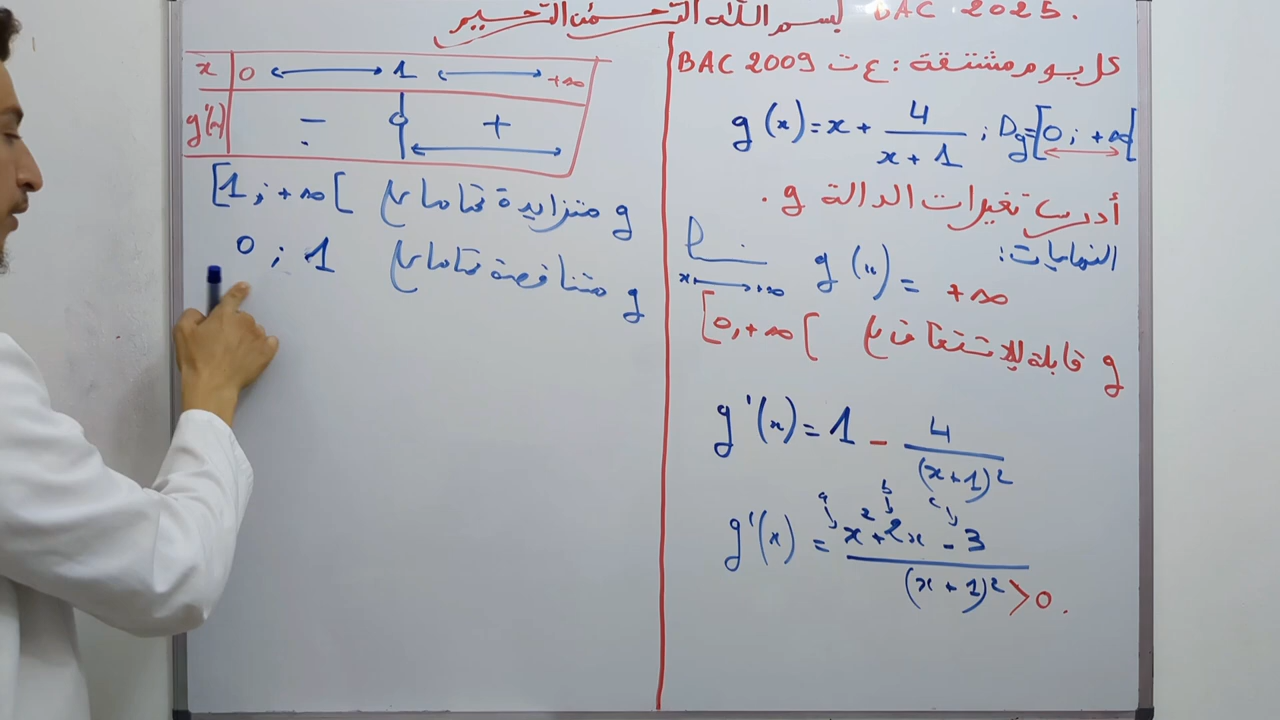 بسم الله الرحمن الرحيم BAC 2025.
كل يوم مشتقة : ع ت BAC 2009
g(x) = x + 4/(x+1) ; Dg = [0 ; +∞[
أدرس تغيرات الدالة g .
النهايات :
lim x→+∞ g(x) = +∞
g قابلة للاشتقاق على [0, +∞[
g'(x) = 1 - 4/(x+1)²
a b c
g'(x) = x² + 2x - 3 / (x+1)² > 0.
x 0 1 +∞
g'(x) - 0 +
g متزايدة تماما على [1 ; +∞[
g متناقصة تماما على 0 ; 1